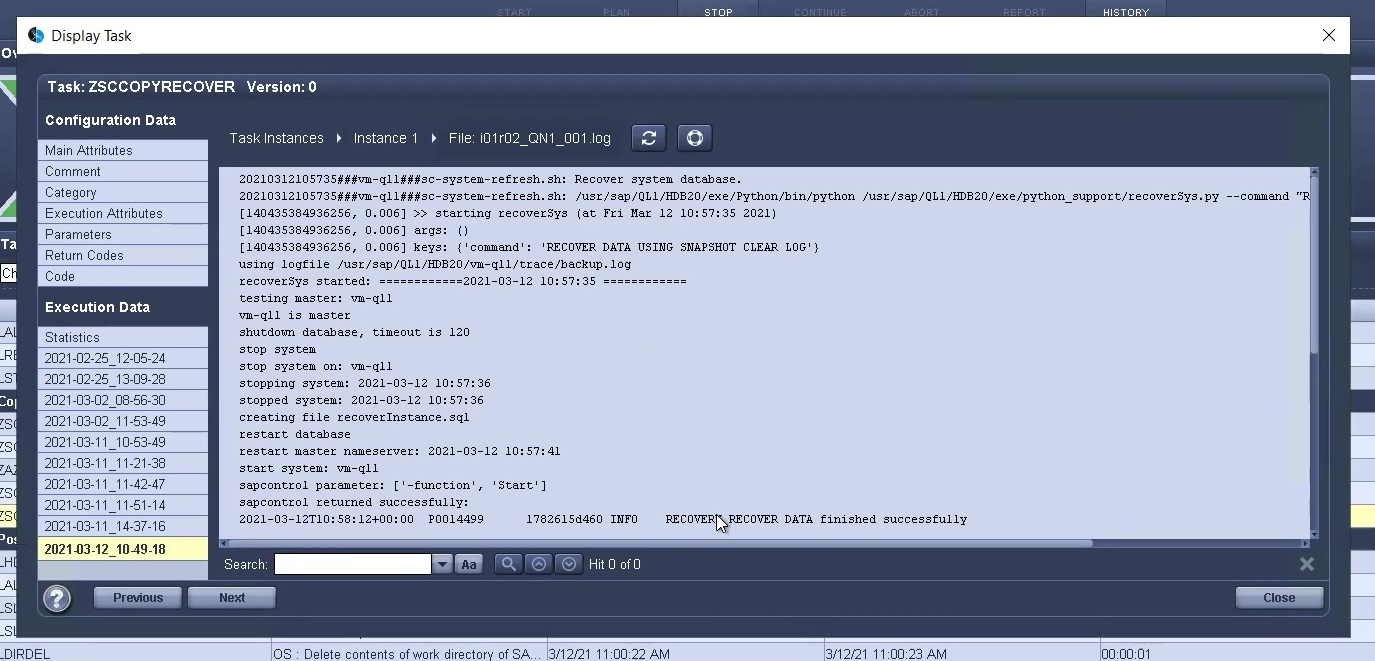 START PLAN STOP CONTINUE ABORT REPORT HISTORY
Display Task
Task: ZSCCOPYRECOVER Version: 0
Configuration Data
Main Attributes
Comment
Category
Execution Attributes
Parameters
Return Codes
Code
Execution Data
Statistics
2021-02-25_12-05-24
2021-02-25_13-09-28
2021-03-02_08-56-30
2021-03-02_11-53-49
2021-03-11_10-53-49
2021-03-11_11-21-38
2021-03-11_11-42-47
2021-03-11_11-51-14
2021-03-11_14-37-16
2021-03-12_10-49-18
Task Instances Instance 1 File: i01r02_QN1_001.log
20210312105735###vm-qll###sc-system-refresh.sh: Recover system database.
20210312105735###vm-qll###sc-system-refresh.sh: /usr/sap/QL1/HDB20/exe/Python/bin/python /usr/sap/QL1/HDB20/exe/python_support/recoverSys.py --command "R
[140435384936256, 0.006] >> starting recoverSys (at Fri Mar 12 10:57:35 2021)
[140435384936256, 0.006] args: ()
[140435384936256, 0.006] keys: {'command': 'RECOVER DATA USING SNAPSHOT CLEAR LOG'}
using logfile /usr/sap/QL1/HDB20/vm-qll/trace/backup.log
recoverSys started: ============2021-03-12 10:57:35 ============
testing master: vm-qll
vm-qll is master
shutdown database, timeout is 120
stop system
stop system on: vm-qll
stopping system: 2021-03-12 10:57:36
stopped system: 2021-03-12 10:57:36
creating file recoverInstance.sql
restart database
restart master nameserver: 2021-03-12 10:57:41
start system: vm-qll
sapcontrol parameter: ['-function', 'Start']
sapcontrol returned successfully:
2021-03-12T10:58:12+00:00 P0014499 1782615d460 INFO RECOVERY RECOVER DATA finished successfully
Search: Aa Hit 0 of 0
? Previous Next Close
LDIRDEL OS : Delete contents of work directory of SA... 3/12/21 11:00:22 AM 3/12/21 11:00:23 AM 00:00:01